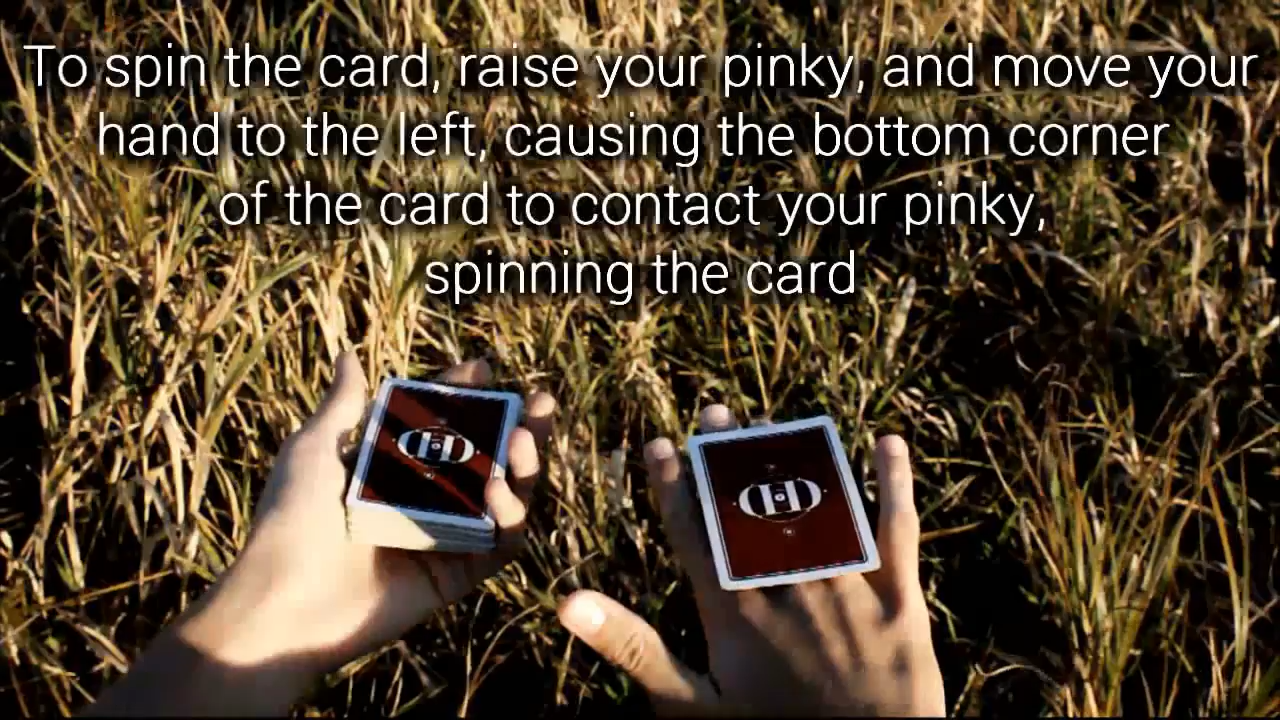 To spin the card, raise your pinky, and move your
hand to the left, causing the bottom corner
of the card to contact your pinky,
spinning the card